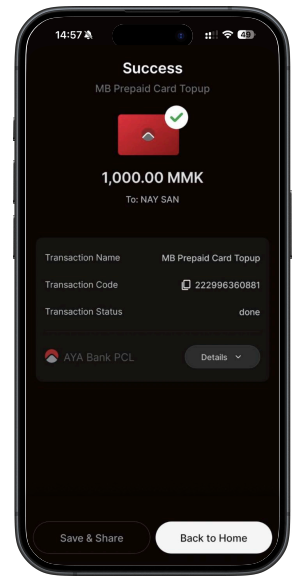 14:57
49
Success
MB Prepaid Card Topup
1,000.00 MMK
To: NAY SAN
Transaction Name MB Prepaid Card Topup
Transaction Code 222996360881
Transaction Status done
AYA Bank PCL Details
Save & Share Back to Home